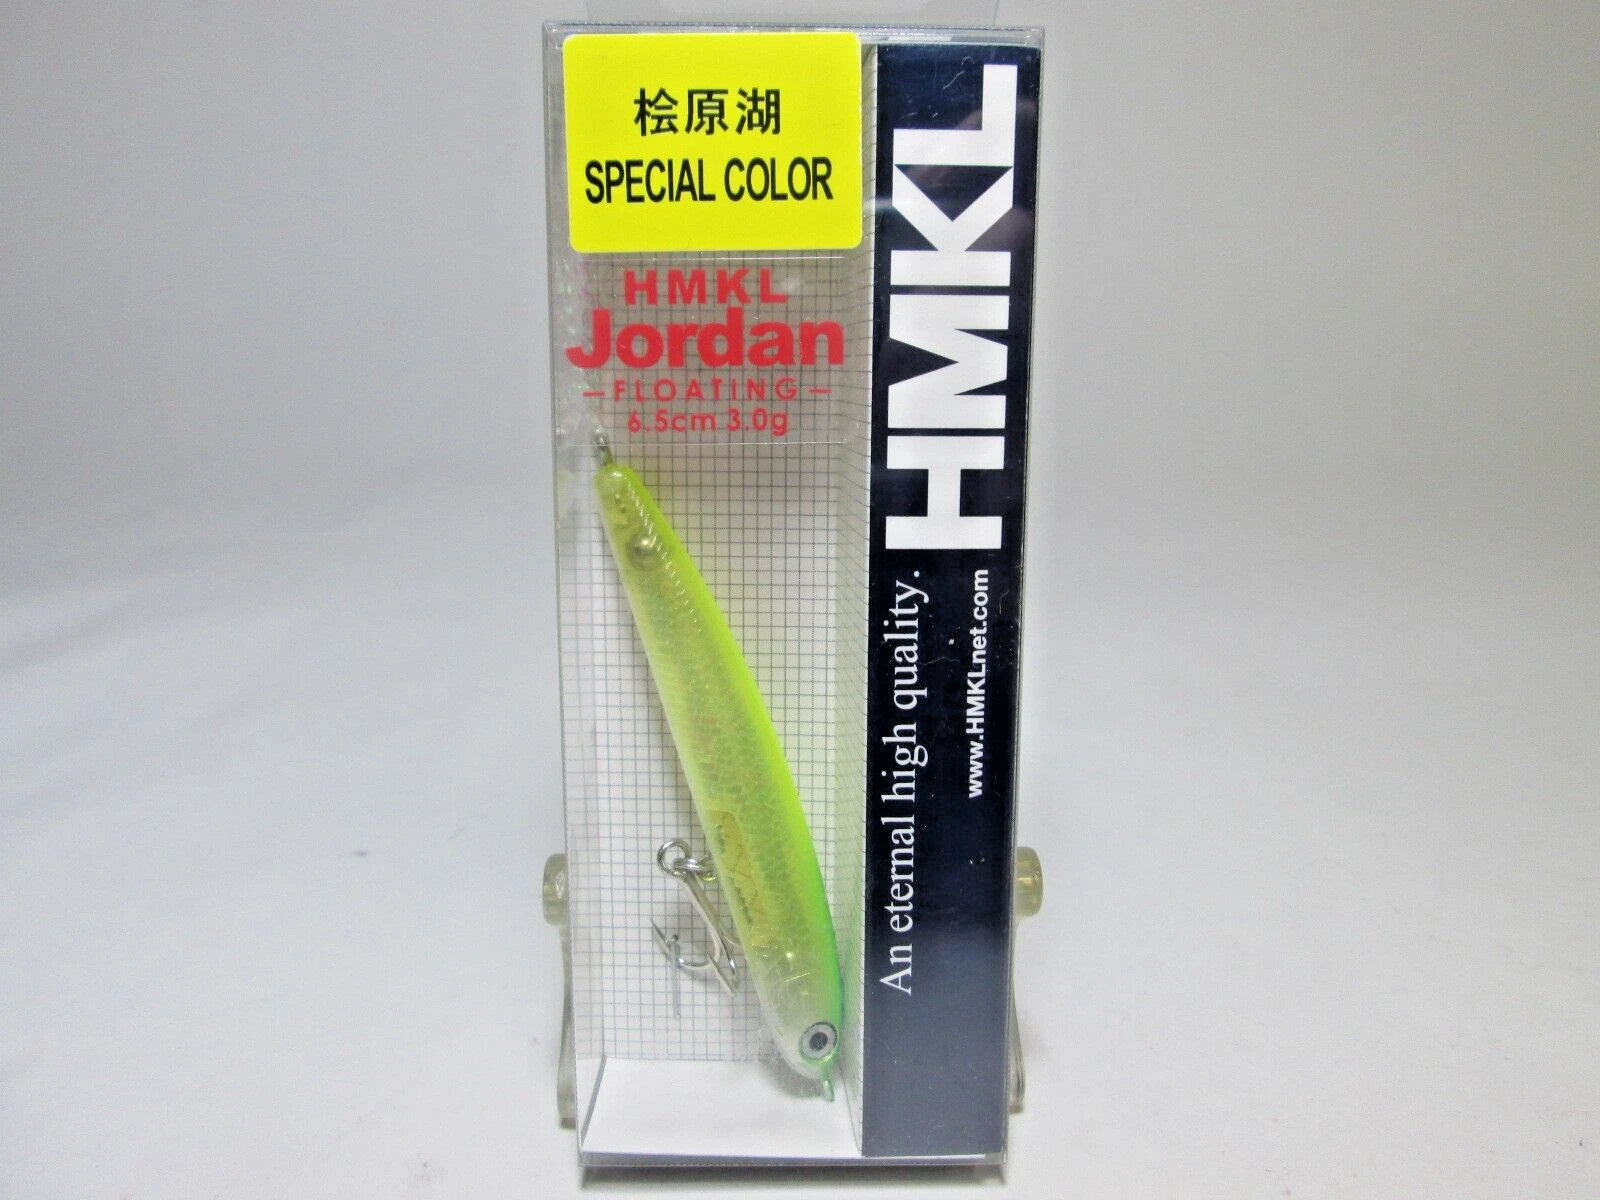 桧原湖
SPECIAL COLOR
HMKL
Jordan
—FLOATING—
6.5cm 3.0g
HMKL
An eternal high quality.
www.HMKLnet.com